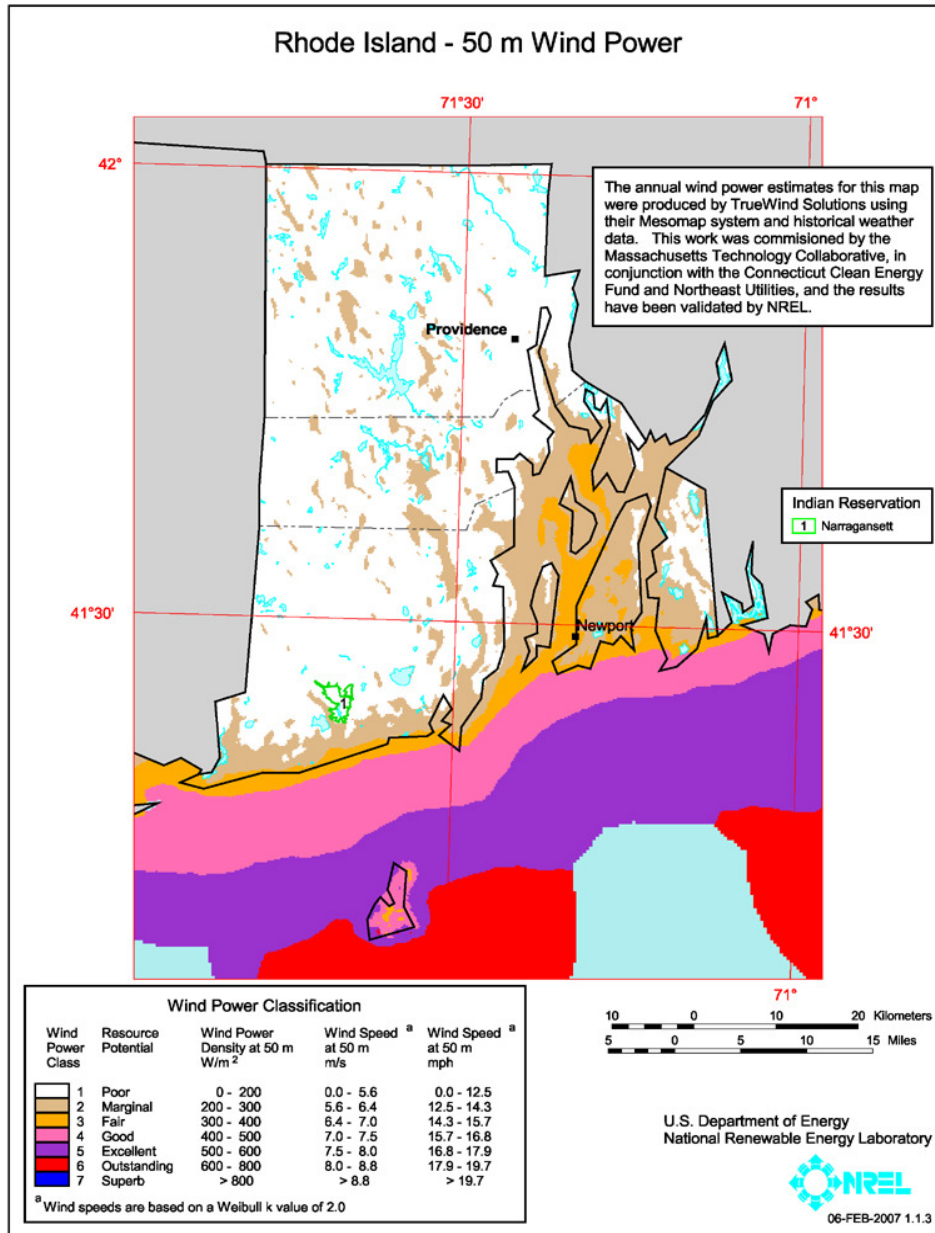 Rhode Island - 50 m Wind Power
71°30'
71°
42°
The annual wind power estimates for this map
were produced by TrueWind Solutions using
their Mesomap system and historical weather
data. This work was commisioned by the
Massachusetts Technology Collaborative, in
conjunction with the Connecticut Clean Energy
Fund and Northeast Utilities, and the results
have been validated by NREL.
Providence
Indian Reservation
1 Narragansett
41°30'
Newport
41°30'
1
71°
Wind Power Classification
Wind Power Class Resource Potential Wind Power Density at 50 m W/m² Wind Speed a at 50 m m/s Wind Speed a at 50 m mph
1 Poor 0 - 200 0.0 - 5.6 0.0 - 12.5
2 Marginal 200 - 300 5.6 - 6.4 12.5 - 14.3
3 Fair 300 - 400 6.4 - 7.0 14.3 - 15.7
4 Good 400 - 500 7.0 - 7.5 15.7 - 16.8
5 Excellent 500 - 600 7.5 - 8.0 16.8 - 17.9
6 Outstanding 600 - 800 8.0 - 8.8 17.9 - 19.7
7 Superb > 800 > 8.8 > 19.7
a Wind speeds are based on a Weibull k value of 2.0
10 0 10 20 Kilometers
5 0 5 10 15 Miles
U.S. Department of Energy
National Renewable Energy Laboratory
NREL
06-FEB-2007 1.1.3